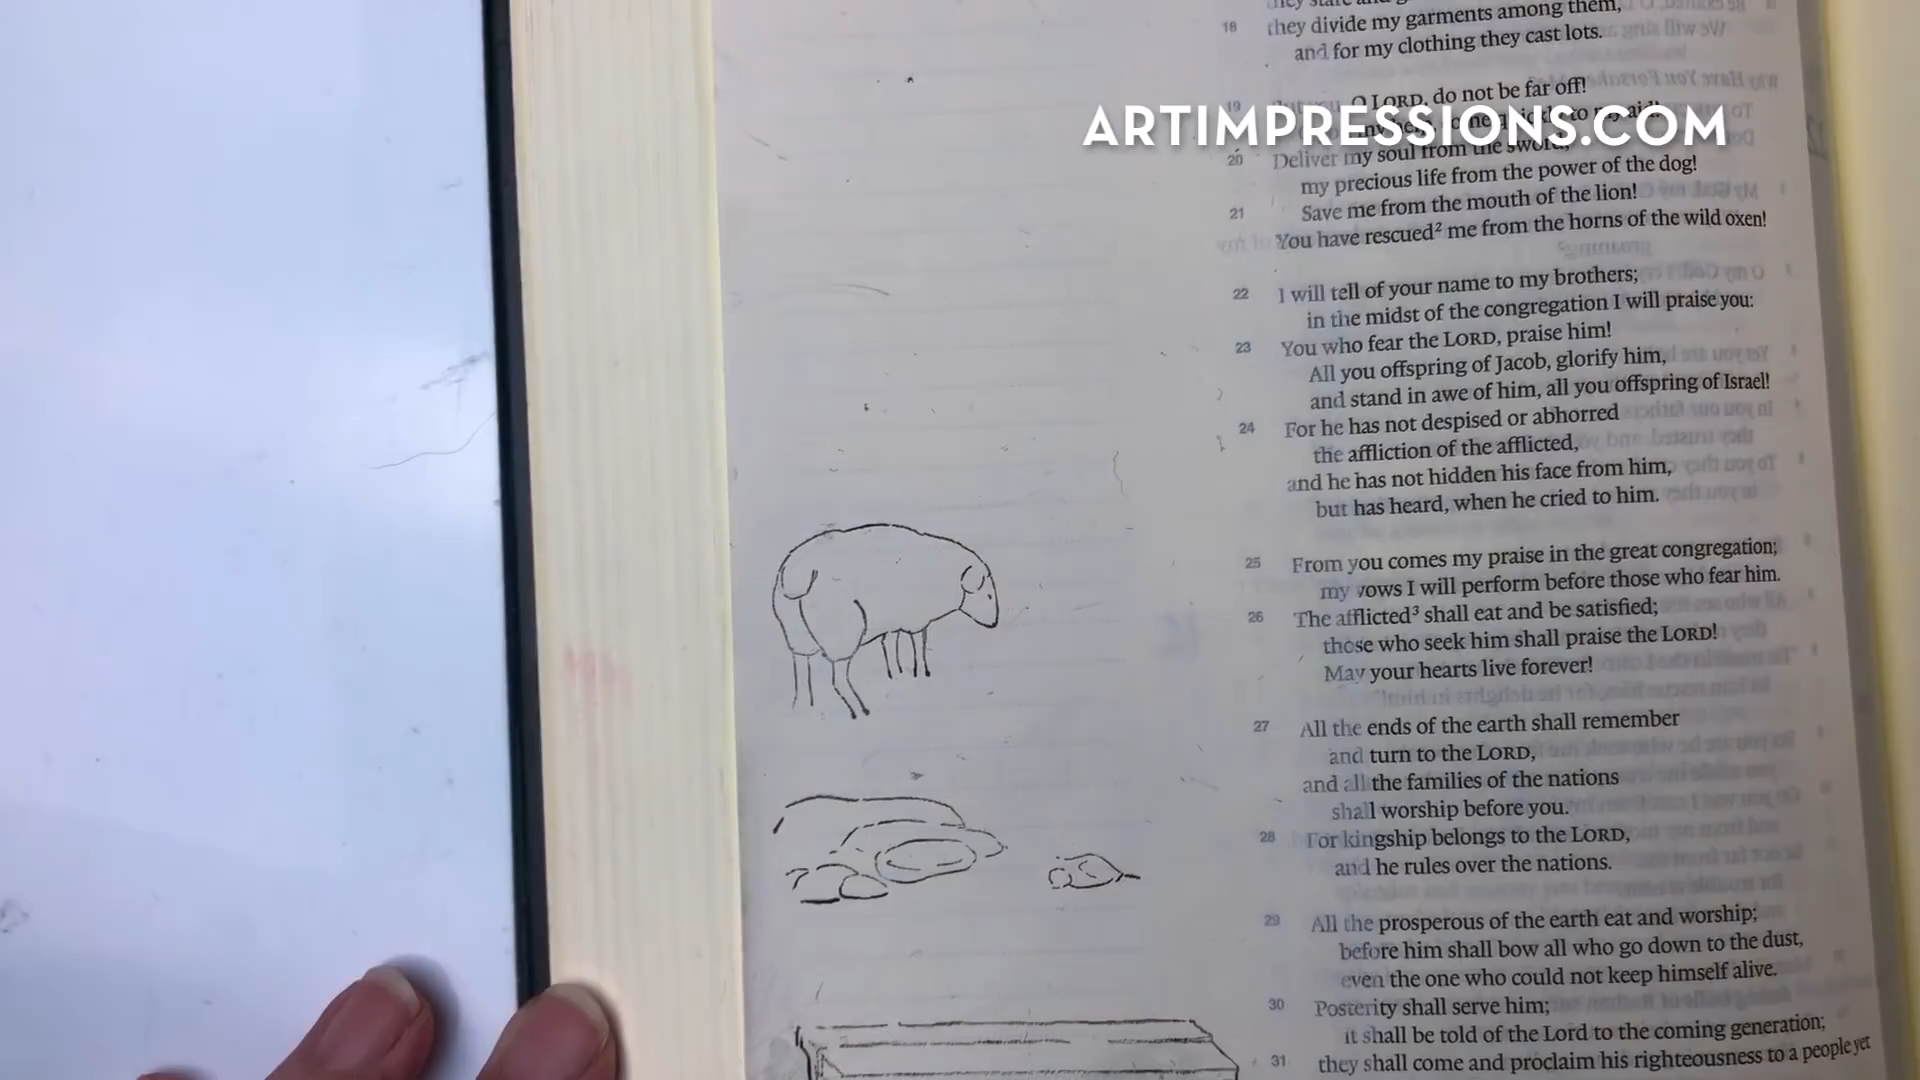 18 they divide my garments among them,
and for my clothing they cast lots.
ARTIMPRESSIONS.COM
19 O LORD, do not be far off!
to my aid!
20 Deliver my soul from the sword,
my precious life from the power of the dog!
21 Save me from the mouth of the lion!
You have rescued² me from the horns of the wild oxen!
22 I will tell of your name to my brothers;
in the midst of the congregation I will praise you:
23 You who fear the LORD, praise him!
All you offspring of Jacob, glorify him,
and stand in awe of him, all you offspring of Israel!
24 For he has not despised or abhorred
the affliction of the afflicted,
and he has not hidden his face from him,
but has heard, when he cried to him.
25 From you comes my praise in the great congregation;
my vows I will perform before those who fear him.
26 The afflicted³ shall eat and be satisfied;
those who seek him shall praise the LORD!
May your hearts live forever!
27 All the ends of the earth shall remember
and turn to the LORD,
and all the families of the nations
shall worship before you.
28 For kingship belongs to the LORD,
and he rules over the nations.
29 All the prosperous of the earth eat and worship;
before him shall bow all who go down to the dust,
even the one who could not keep himself alive.
30 Posterity shall serve him;
it shall be told of the Lord to the coming generation;
31 they shall come and proclaim his righteousness to a people yet